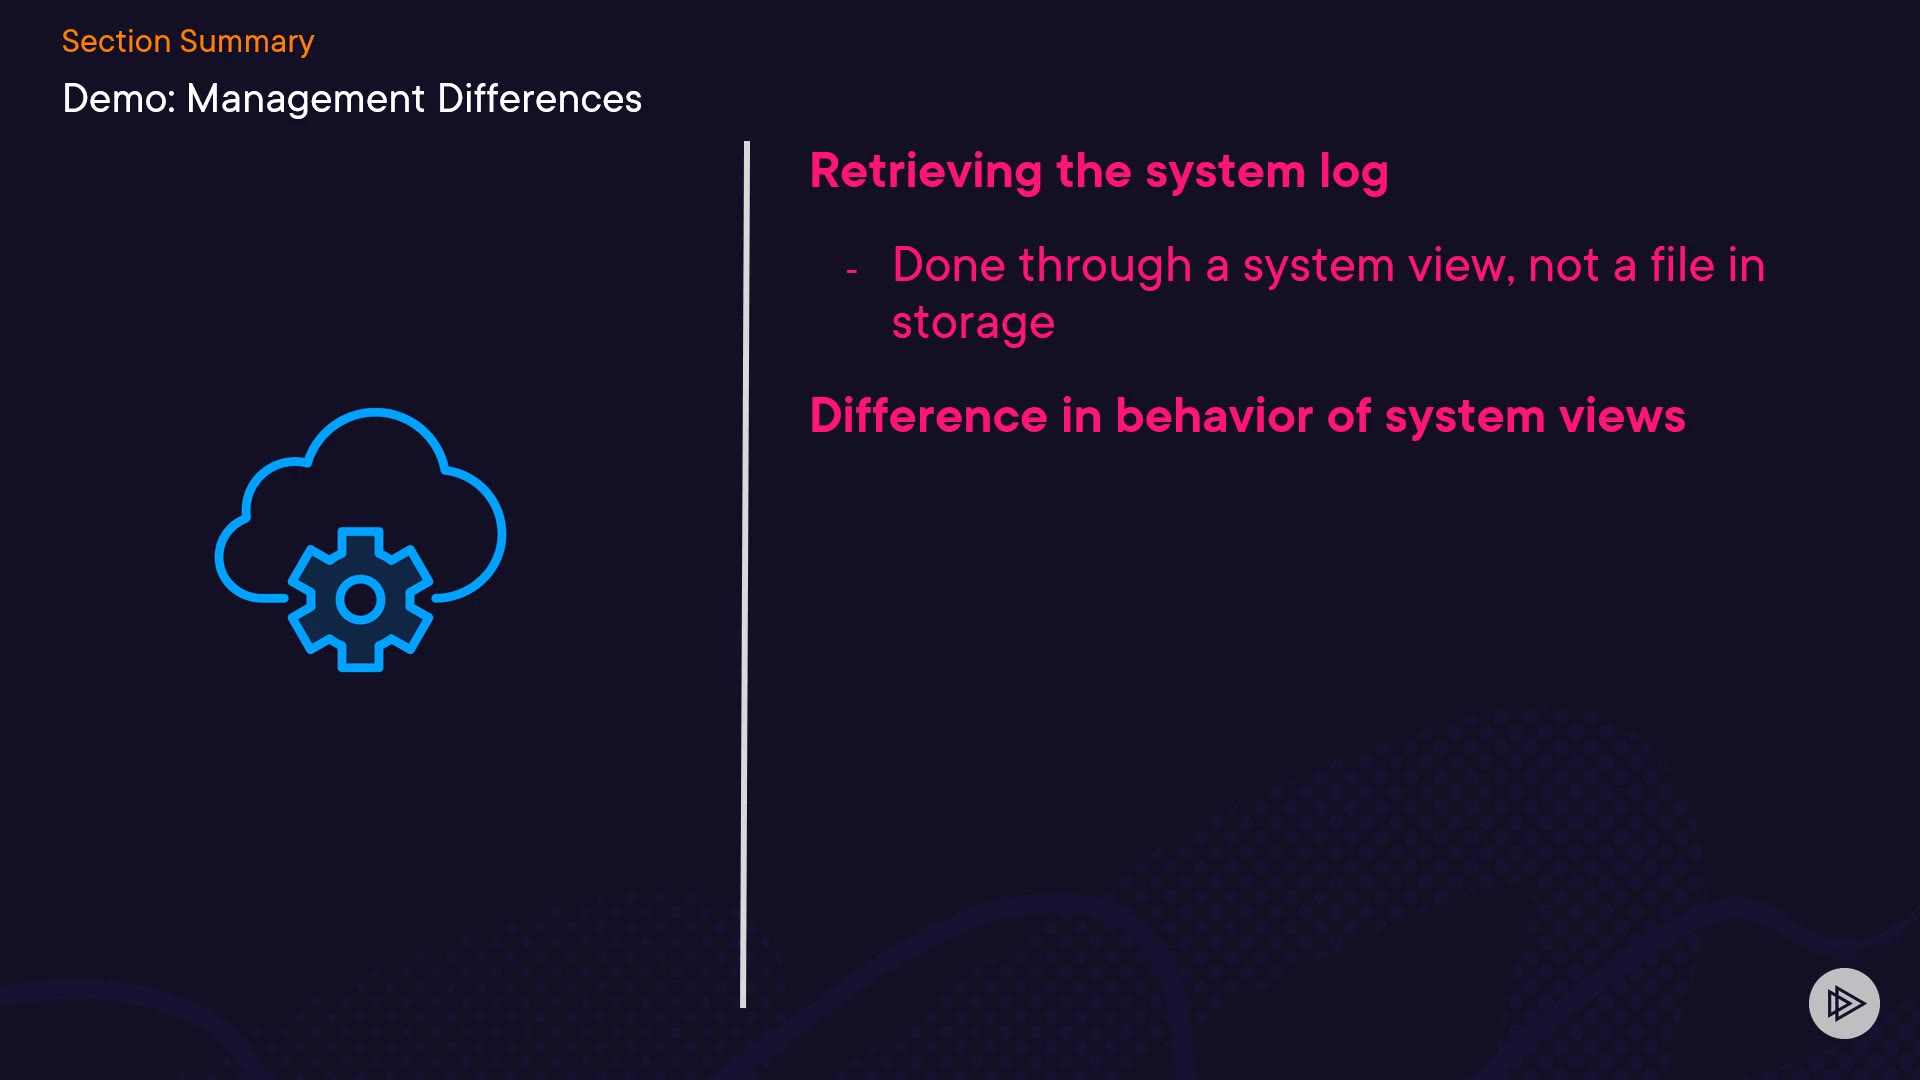 Section Summary
Demo: Management Differences
Retrieving the system log
- Done through a system view, not a file in
storage
Difference in behavior of system views